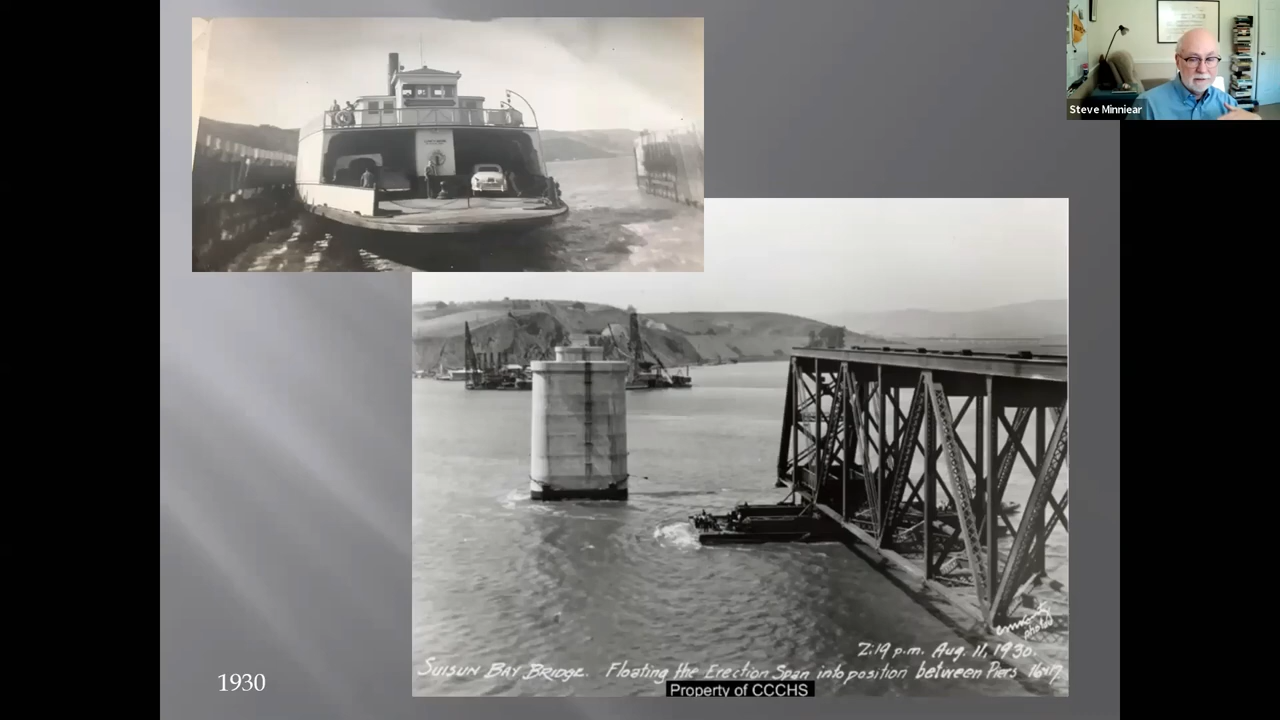 Steve Minniear
7:19 p.m. Aug. 11, 1930.
SUISUN BAY BRIDGE. Floating the Erection Span into position between Piers 16 & 17
Property of CCCHS
1930